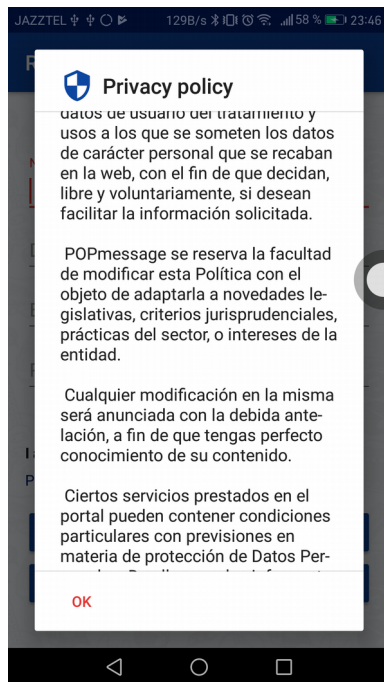 JAZZTEL 129B/s 58 % 23:46
R
Privacy policy
datos de usuario del tratamiento y
usos a los que se someten los datos
de carácter personal que se recaban
en la web, con el fin de que decidan,
libre y voluntariamente, si desean
facilitar la información solicitada.
POPmessage se reserva la facultad
de modificar esta Política con el
objeto de adaptarla a novedades le-
gislativas, criterios jurisprudenciales,
prácticas del sector, o intereses de la
entidad.
Cualquier modificación en la misma
será anunciada con la debida ante-
lación, a fin de que tengas perfecto
conocimiento de su contenido.
Ciertos servicios prestados en el
portal pueden contener condiciones
particulares con previsiones en
materia de protección de Datos Per-
OK